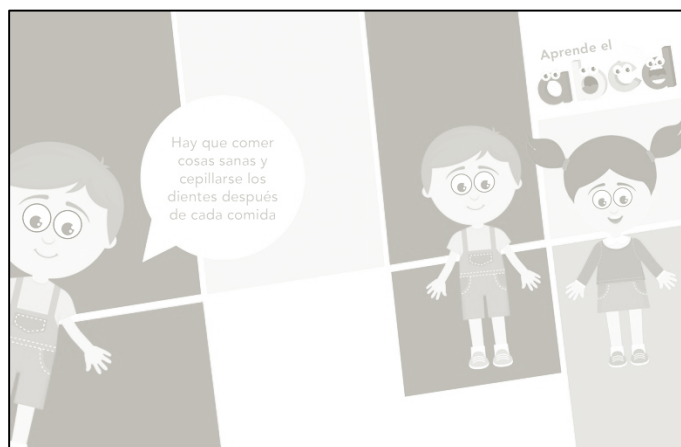 Hay que comer
cosas sanas y
cepillarse los
dientes después
de cada comida
Aprende el
abcd